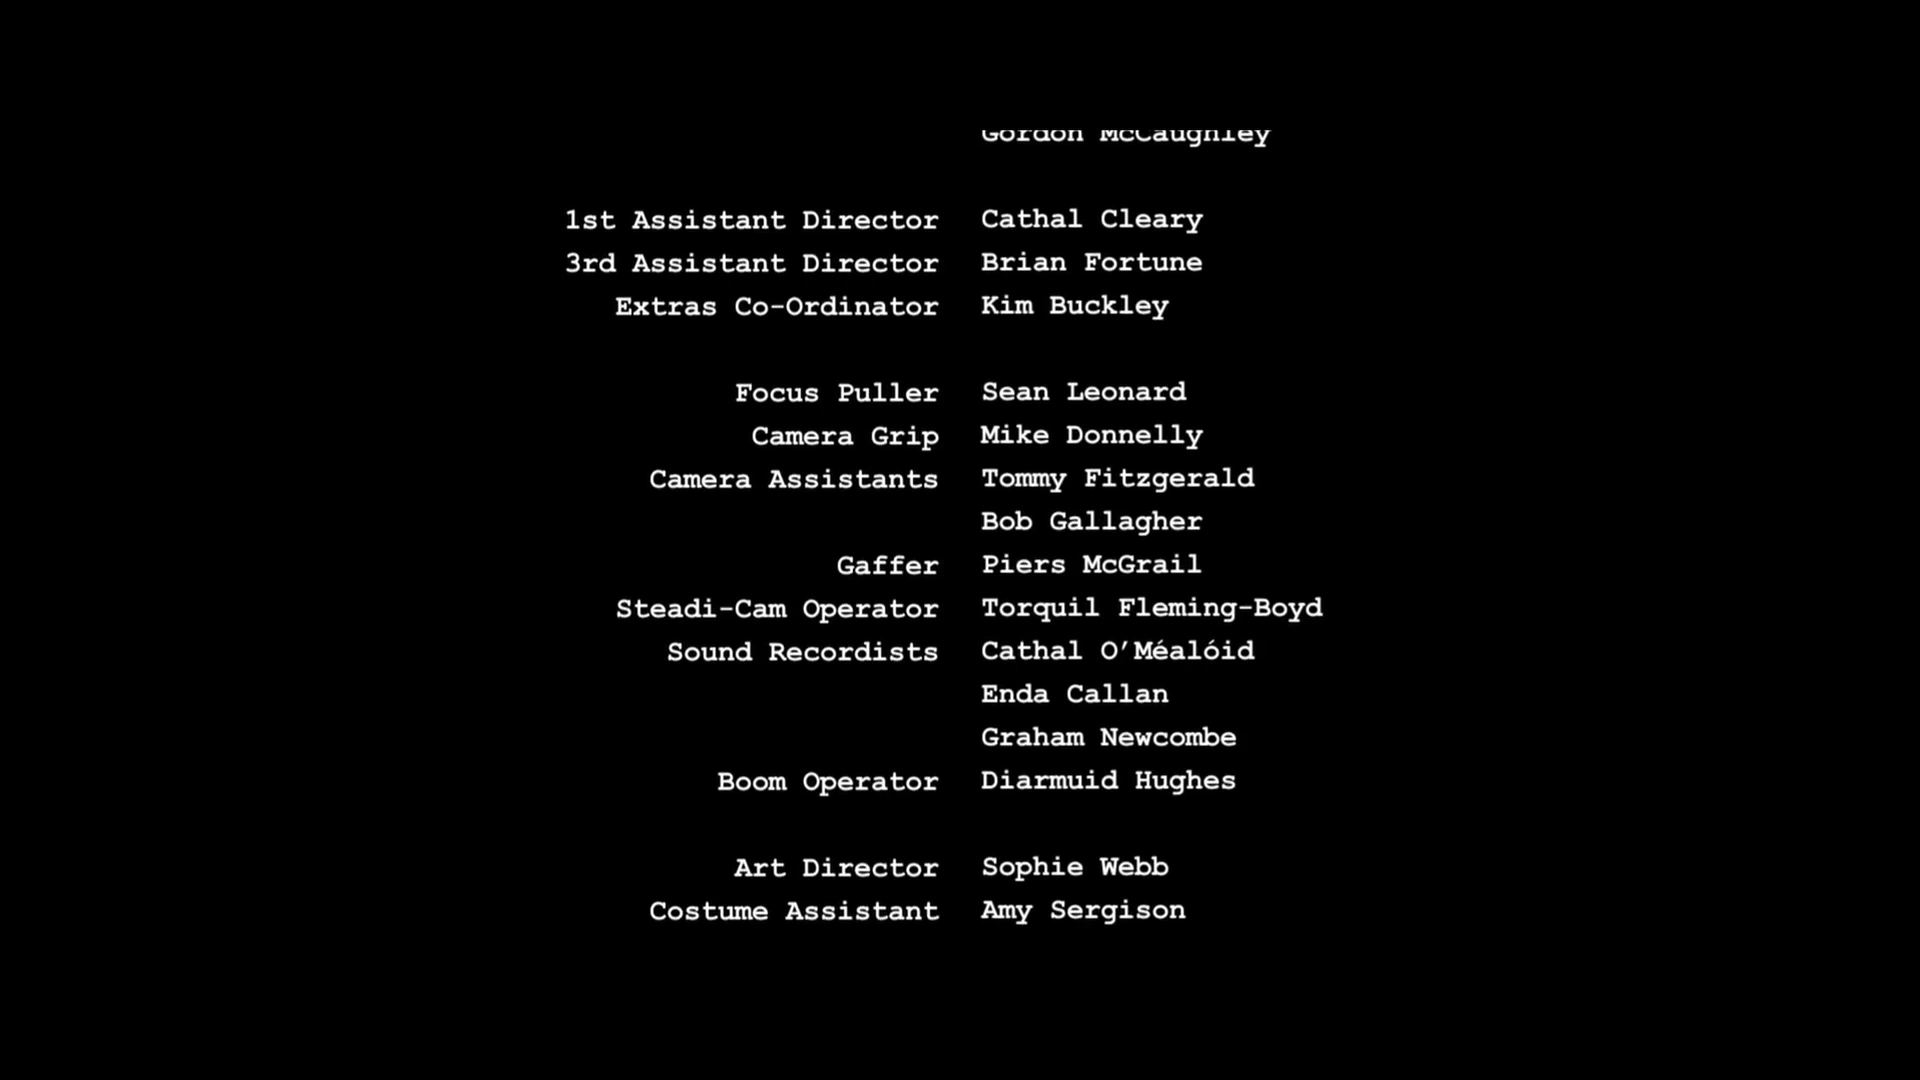 Gordon McCaughley
1st Assistant Director Cathal Cleary
3rd Assistant Director Brian Fortune
Extras Co-Ordinator Kim Buckley
Focus Puller Sean Leonard
Camera Grip Mike Donnelly
Camera Assistants Tommy Fitzgerald
Bob Gallagher
Gaffer Piers McGrail
Steadi-Cam Operator Torquil Fleming-Boyd
Sound Recordists Cathal O’Méalóid
Enda Callan
Graham Newcombe
Boom Operator Diarmuid Hughes
Art Director Sophie Webb
Costume Assistant Amy Sergison